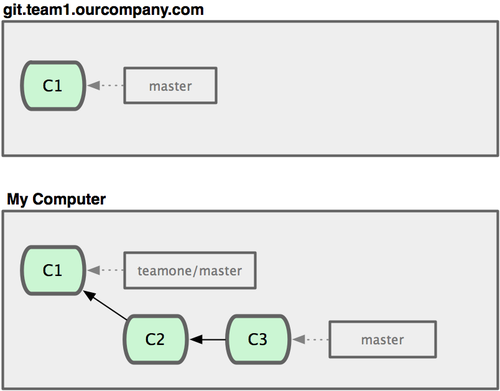 git.team1.ourcompany.com
C1
master
My Computer
C1
teamone/master
C2
C3
master